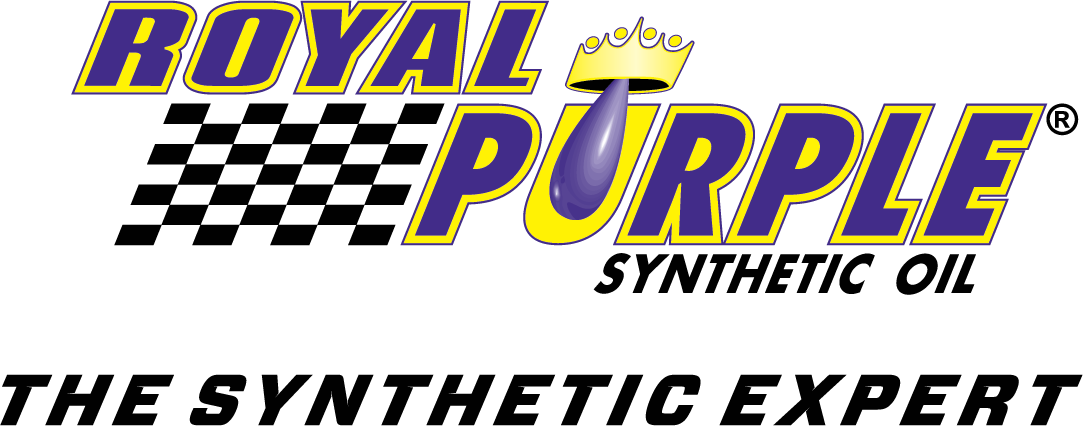 ROYAL
PURPLE®
SYNTHETIC OIL
THE SYNTHETIC EXPERT